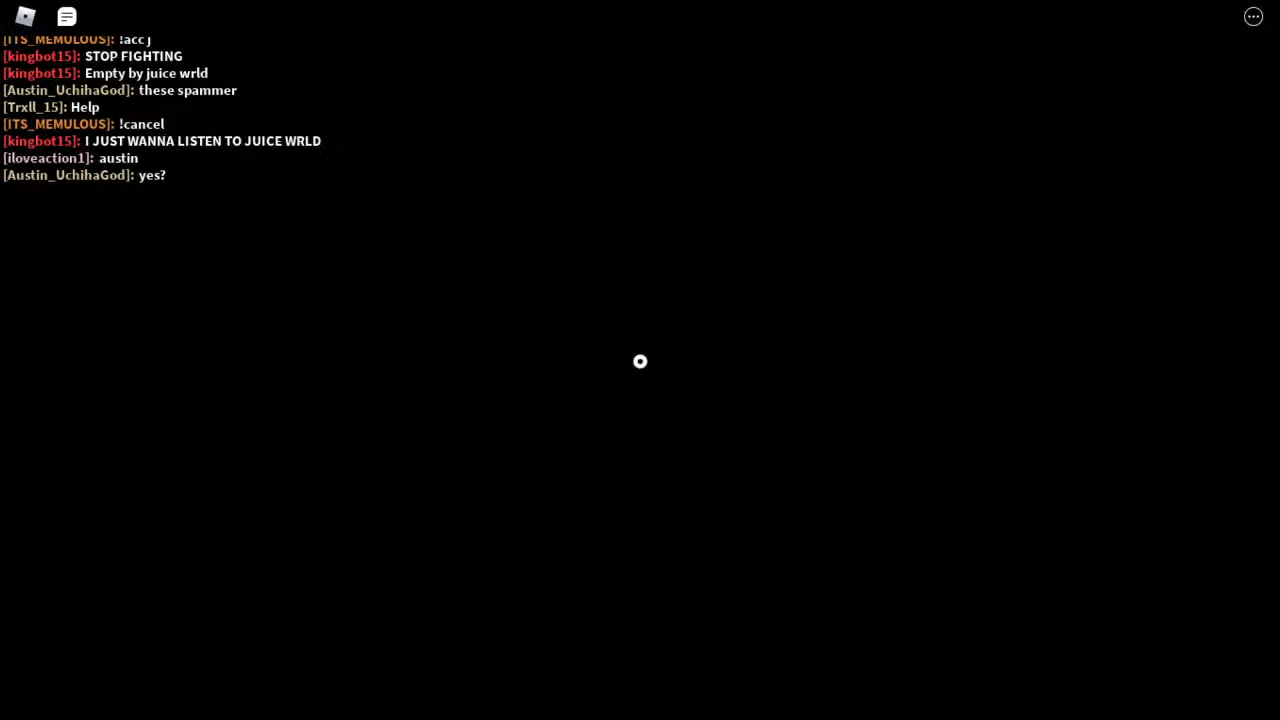 [ITS_MEMULOUS]: !acc j
[kingbot15]: STOP FIGHTING
[kingbot15]: Empty by juice wrld
[Austin_UchihaGod]: these spammer
[Trxll_15]: Help
[ITS_MEMULOUS]: !cancel
[kingbot15]: I JUST WANNA LISTEN TO JUICE WRLD
[iloveaction1]: austin
[Austin_UchihaGod]: yes?